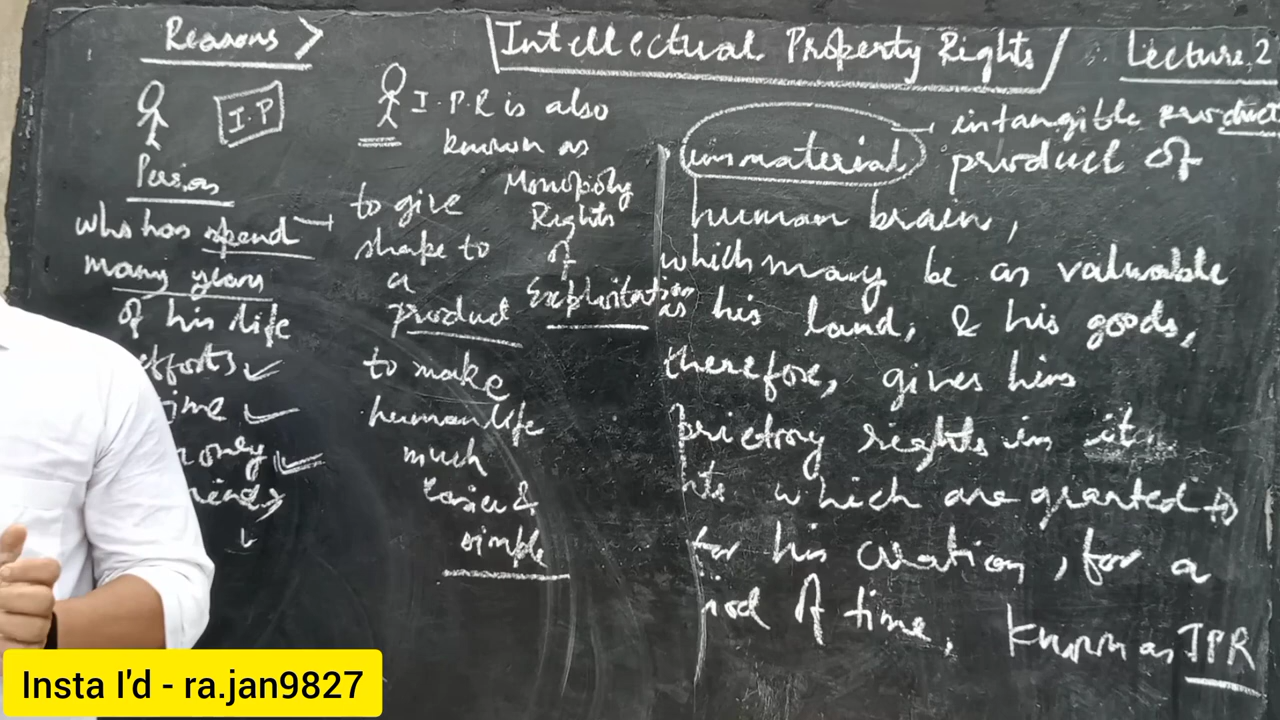 Reasons >
Intellectual Property Rights
Lecture, 2
I.P
Person
who has spend
many years
of his life
efforts ✓
ime ✓
money ✓
I.P.R is also
known as
Monopoly
Rights
of
Exploitation
to give
shape to
a
product
to make
human life
much
easier &
simple
immaterial
intangible product
product of
human brain,
which may be as valuable
as his land, & his goods,
therefore, gives him
prietory rights in it.
hts which are granted to
for his creation, for a
riod of time, known as IPR
Insta I'd - ra.jan9827